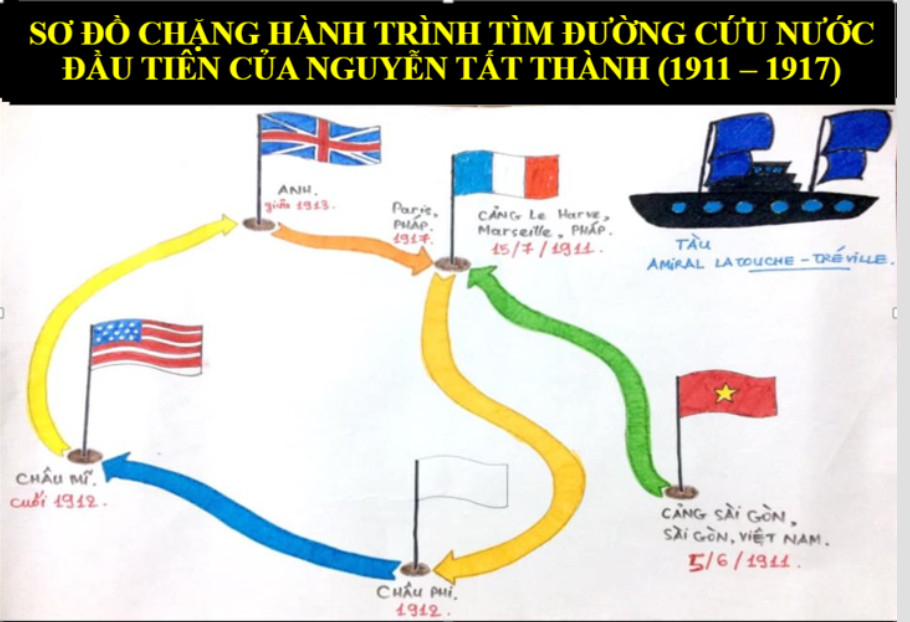 SƠ ĐỒ CHẶNG HÀNH TRÌNH TÌM ĐƯỜNG CỨU NƯỚC
ĐẦU TIÊN CỦA NGUYỄN TẤT THÀNH (1911 – 1917)
ANH.
giữa 1913.
Paris,
PHÁP.
1917.
CẢNG Le Harve,
Marseille, PHÁP.
15/7/1911.
TÀU
AMIRAL LATOUCHE - TRÉVILLE.
CHÂU MĨ.
cuối 1912.
CHÂU PHI.
1912.
CẢNG SÀI GÒN,
SÀI GÒN, VIỆT NAM.
5/6/1911.